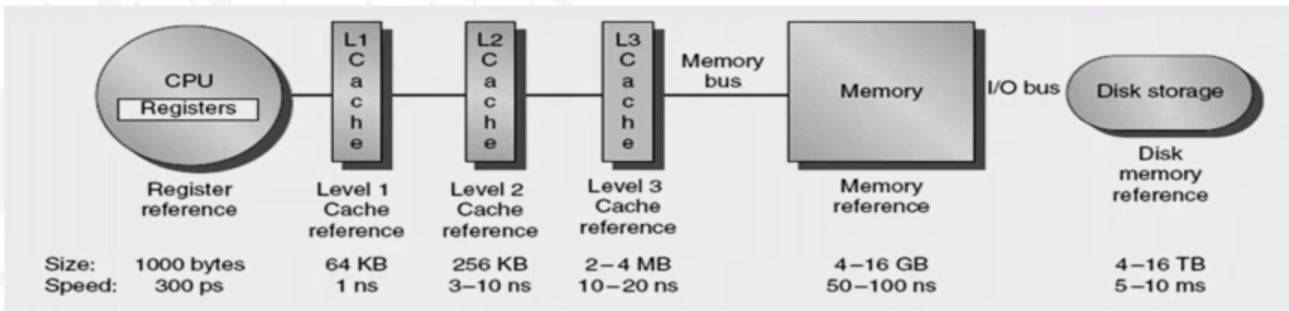 CPU
Registers
L1
C
a
c
h
e
L2
C
a
c
h
e
L3
C
a
c
h
e
Memory
bus
Memory
I/O bus
Disk storage
Register
reference
Level 1
Cache
reference
Level 2
Cache
reference
Level 3
Cache
reference
Memory
reference
Disk
memory
reference
Size: 1000 bytes 64 KB 256 KB 2–4 MB 4–16 GB 4–16 TB
Speed: 300 ps 1 ns 3–10 ns 10–20 ns 50–100 ns 5–10 ms